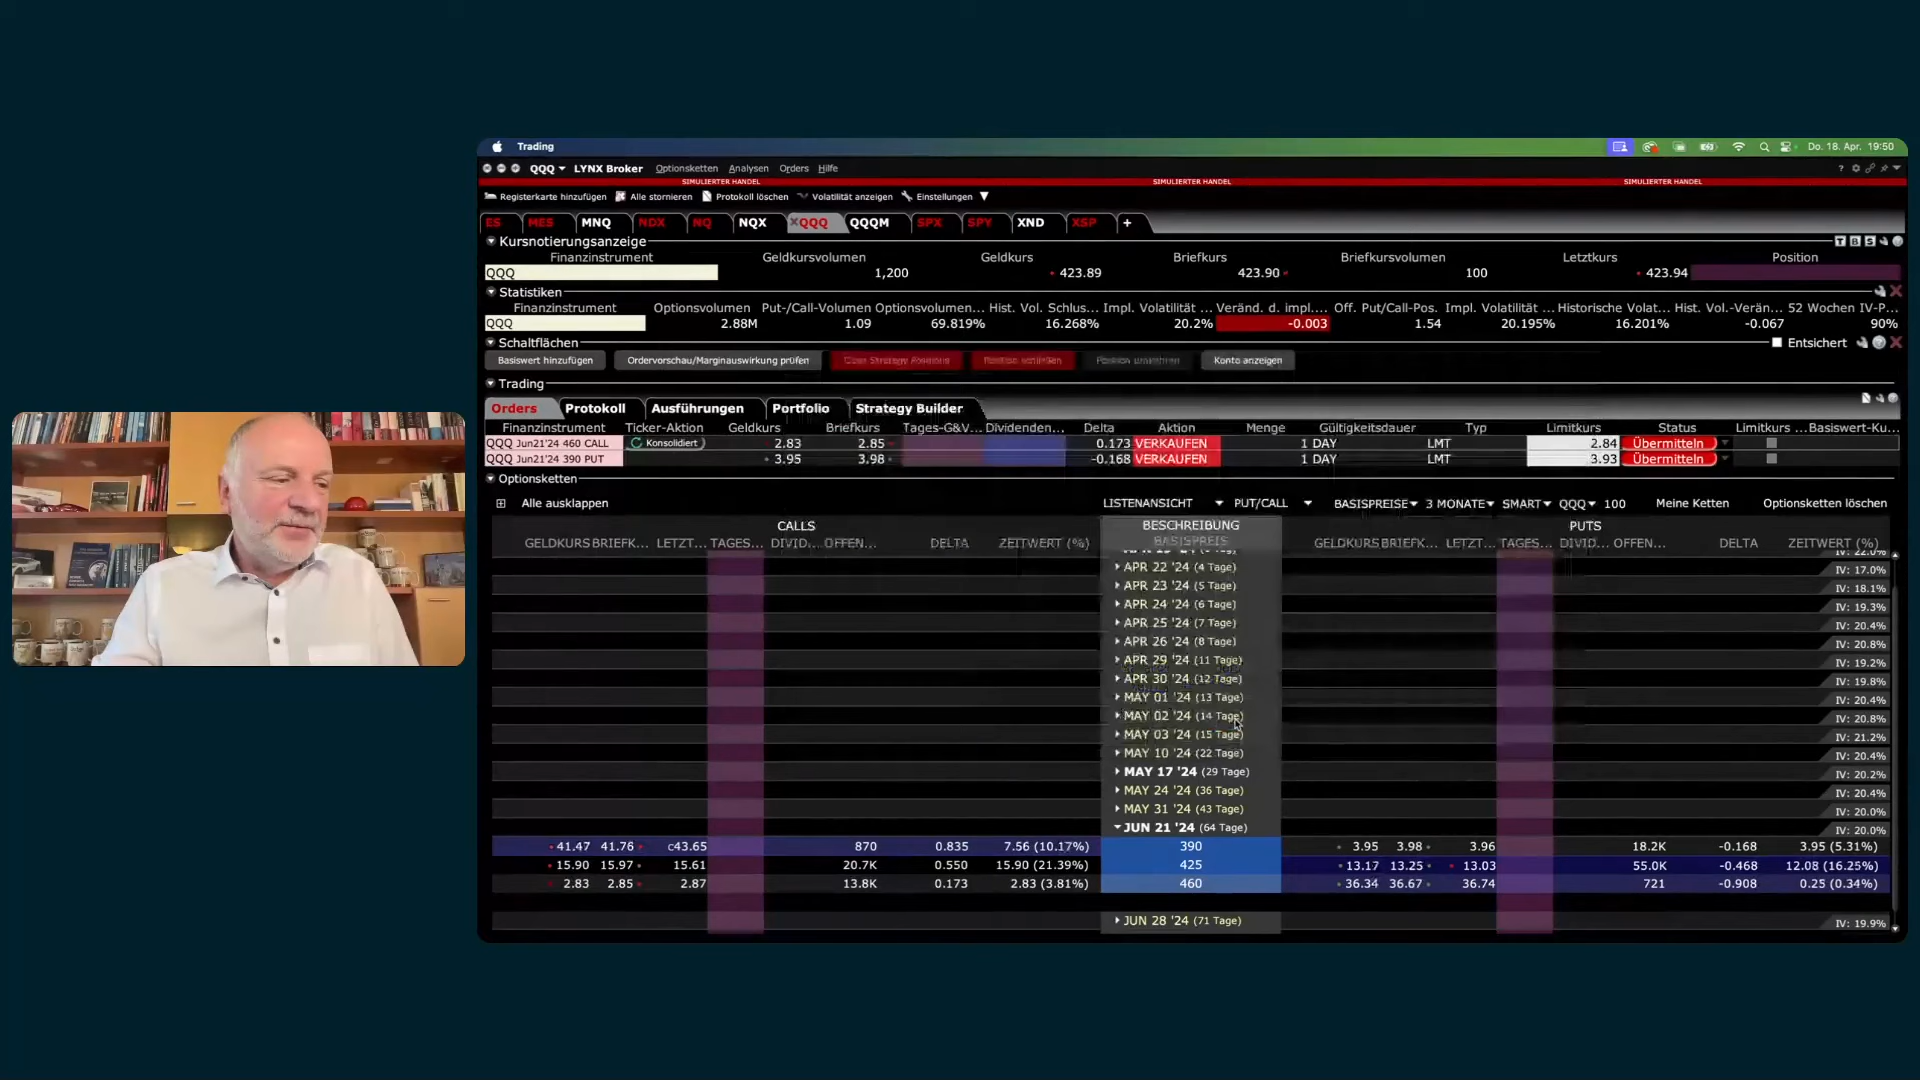 Trading
Do. 18. Apr. 19:50
QQQ LYNX Broker Optionsketten Analysen Orders Hilfe ?
SIMULIERTER HANDEL SIMULIERTER HANDEL SIMULIERTER HANDEL
Registerkarte hinzufügen Alle stornieren Protokoll löschen Volatilität anzeigen Einstellungen
ES MES MNQ NDX NQ NQX QQQ QQQM SPX SPY XND XSP +
Kursnotierungsanzeige T B S
Finanzinstrument Geldkursvolumen Geldkurs Briefkurs Briefkursvolumen Letztkurs Position
QQQ 1,200 423.89 423.90 100 423.94
Statistiken
Finanzinstrument Optionsvolumen Put-/Call-Volumen Optionsvolumen... Hist. Vol. Schlus... Impl. Volatilität ... Veränd. d. impl.... Off. Put/Call-Pos. Impl. Volatilität ... Historische Volat... Hist. Vol.-Verän... 52 Wochen IV-P...
QQQ 2.88M 1.09 69.819% 16.268% 20.2% -0.003 1.54 20.195% 16.201% -0.067 90%
Schaltflächen Entsichert
Basiswert hinzufügen Ordervorschau/Marginauswirkung prüfen Konto anzeigen
Trading
Orders Protokoll Ausführungen Portfolio Strategy Builder
Finanzinstrument Ticker-Aktion Geldkurs Briefkurs Tages-G&V... Dividenden... Delta Aktion Menge Gültigkeitsdauer Typ Limitkurs Status Limitkurs ... Basiswert-Ku...
QQQ Jun21'24 460 CALL Konsolidiert 2.83 2.85 0.173 VERKAUFEN 1 DAY LMT 2.84 Übermitteln
QQQ Jun21'24 390 PUT 3.95 3.98 -0.168 VERKAUFEN 1 DAY LMT 3.93 Übermitteln
Optionsketten
Alle ausklappen LISTENANSICHT PUT/CALL BASISPREISE 3 MONATE SMART QQQ 100 Meine Ketten Optionsketten löschen
CALLS BESCHREIBUNG PUTS
GELDKURS BRIEFK... LETZT... TAGES... DIVID... OFFEN... DELTA ZEITWERT (%) BASISPREIS GELDKURS BRIEFK... LETZT... TAGES... DIVID... OFFEN... DELTA ZEITWERT (%)
IV: 22.0%
APR 22 '24 (4 Tage) IV: 17.0%
APR 23 '24 (5 Tage) IV: 18.1%
APR 24 '24 (6 Tage) IV: 19.3%
APR 25 '24 (7 Tage) IV: 20.4%
APR 26 '24 (8 Tage) IV: 20.8%
APR 29 '24 (11 Tage) IV: 19.2%
APR 30 '24 (12 Tage) IV: 19.8%
MAY 01 '24 (13 Tage) IV: 20.4%
MAY 02 '24 (14 Tage) IV: 20.8%
MAY 03 '24 (15 Tage) IV: 21.2%
MAY 10 '24 (22 Tage) IV: 20.4%
MAY 17 '24 (29 Tage) IV: 20.2%
MAY 24 '24 (36 Tage) IV: 20.4%
MAY 31 '24 (43 Tage) IV: 20.0%
JUN 21 '24 (64 Tage) IV: 20.0%
41.47 41.76 c43.65 870 0.835 7.56 (10.17%) 390 3.95 3.98 3.96 18.2K -0.168 3.95 (5.31%)
15.90 15.97 15.61 20.7K 0.550 15.90 (21.39%) 425 13.17 13.25 13.03 55.0K -0.468 12.08 (16.25%)
2.83 2.85 2.87 13.8K 0.173 2.83 (3.81%) 460 36.34 36.67 36.74 721 -0.908 0.25 (0.34%)
JUN 28 '24 (71 Tage) IV: 19.9%